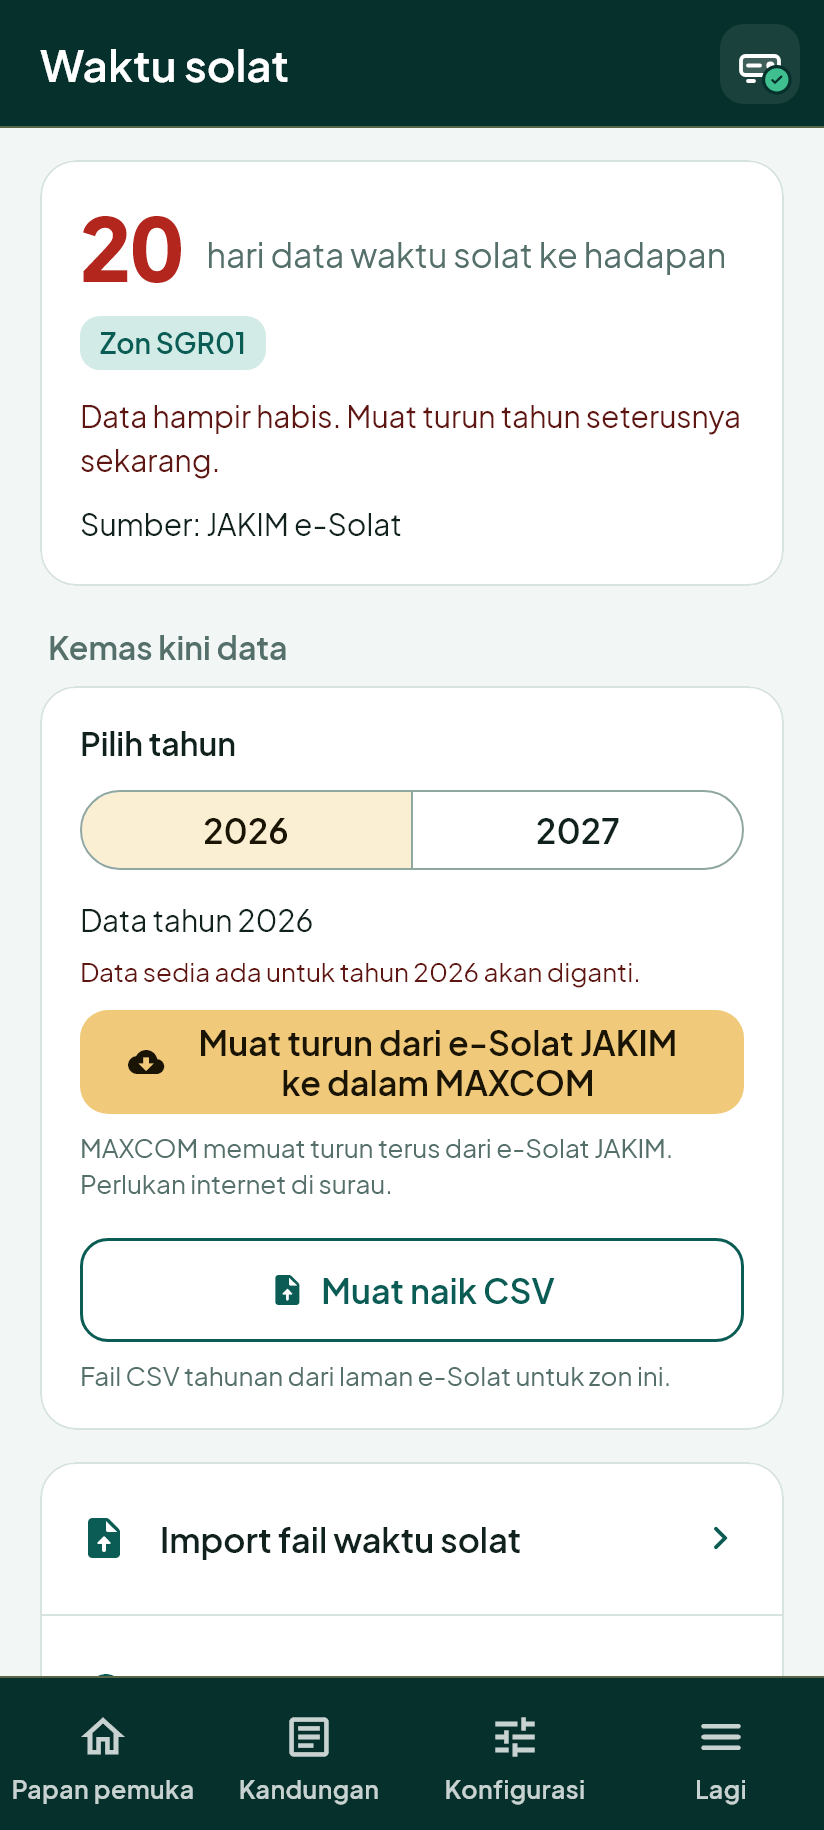 Waktu solat
20 hari data waktu solat ke hadapan
Zon SGR01
Data hampir habis. Muat turun tahun seterusnya
sekarang.
Sumber: JAKIM e-Solat
Kemas kini data
Pilih tahun
2026 2027
Data tahun 2026
Data sedia ada untuk tahun 2026 akan diganti.
Muat turun dari e-Solat JAKIM
ke dalam MAXCOM
MAXCOM memuat turun terus dari e-Solat JAKIM.
Perlukan internet di surau.
Muat naik CSV
Fail CSV tahunan dari laman e-Solat untuk zon ini.
Import fail waktu solat
Papan pemuka Kandungan Konfigurasi Lagi